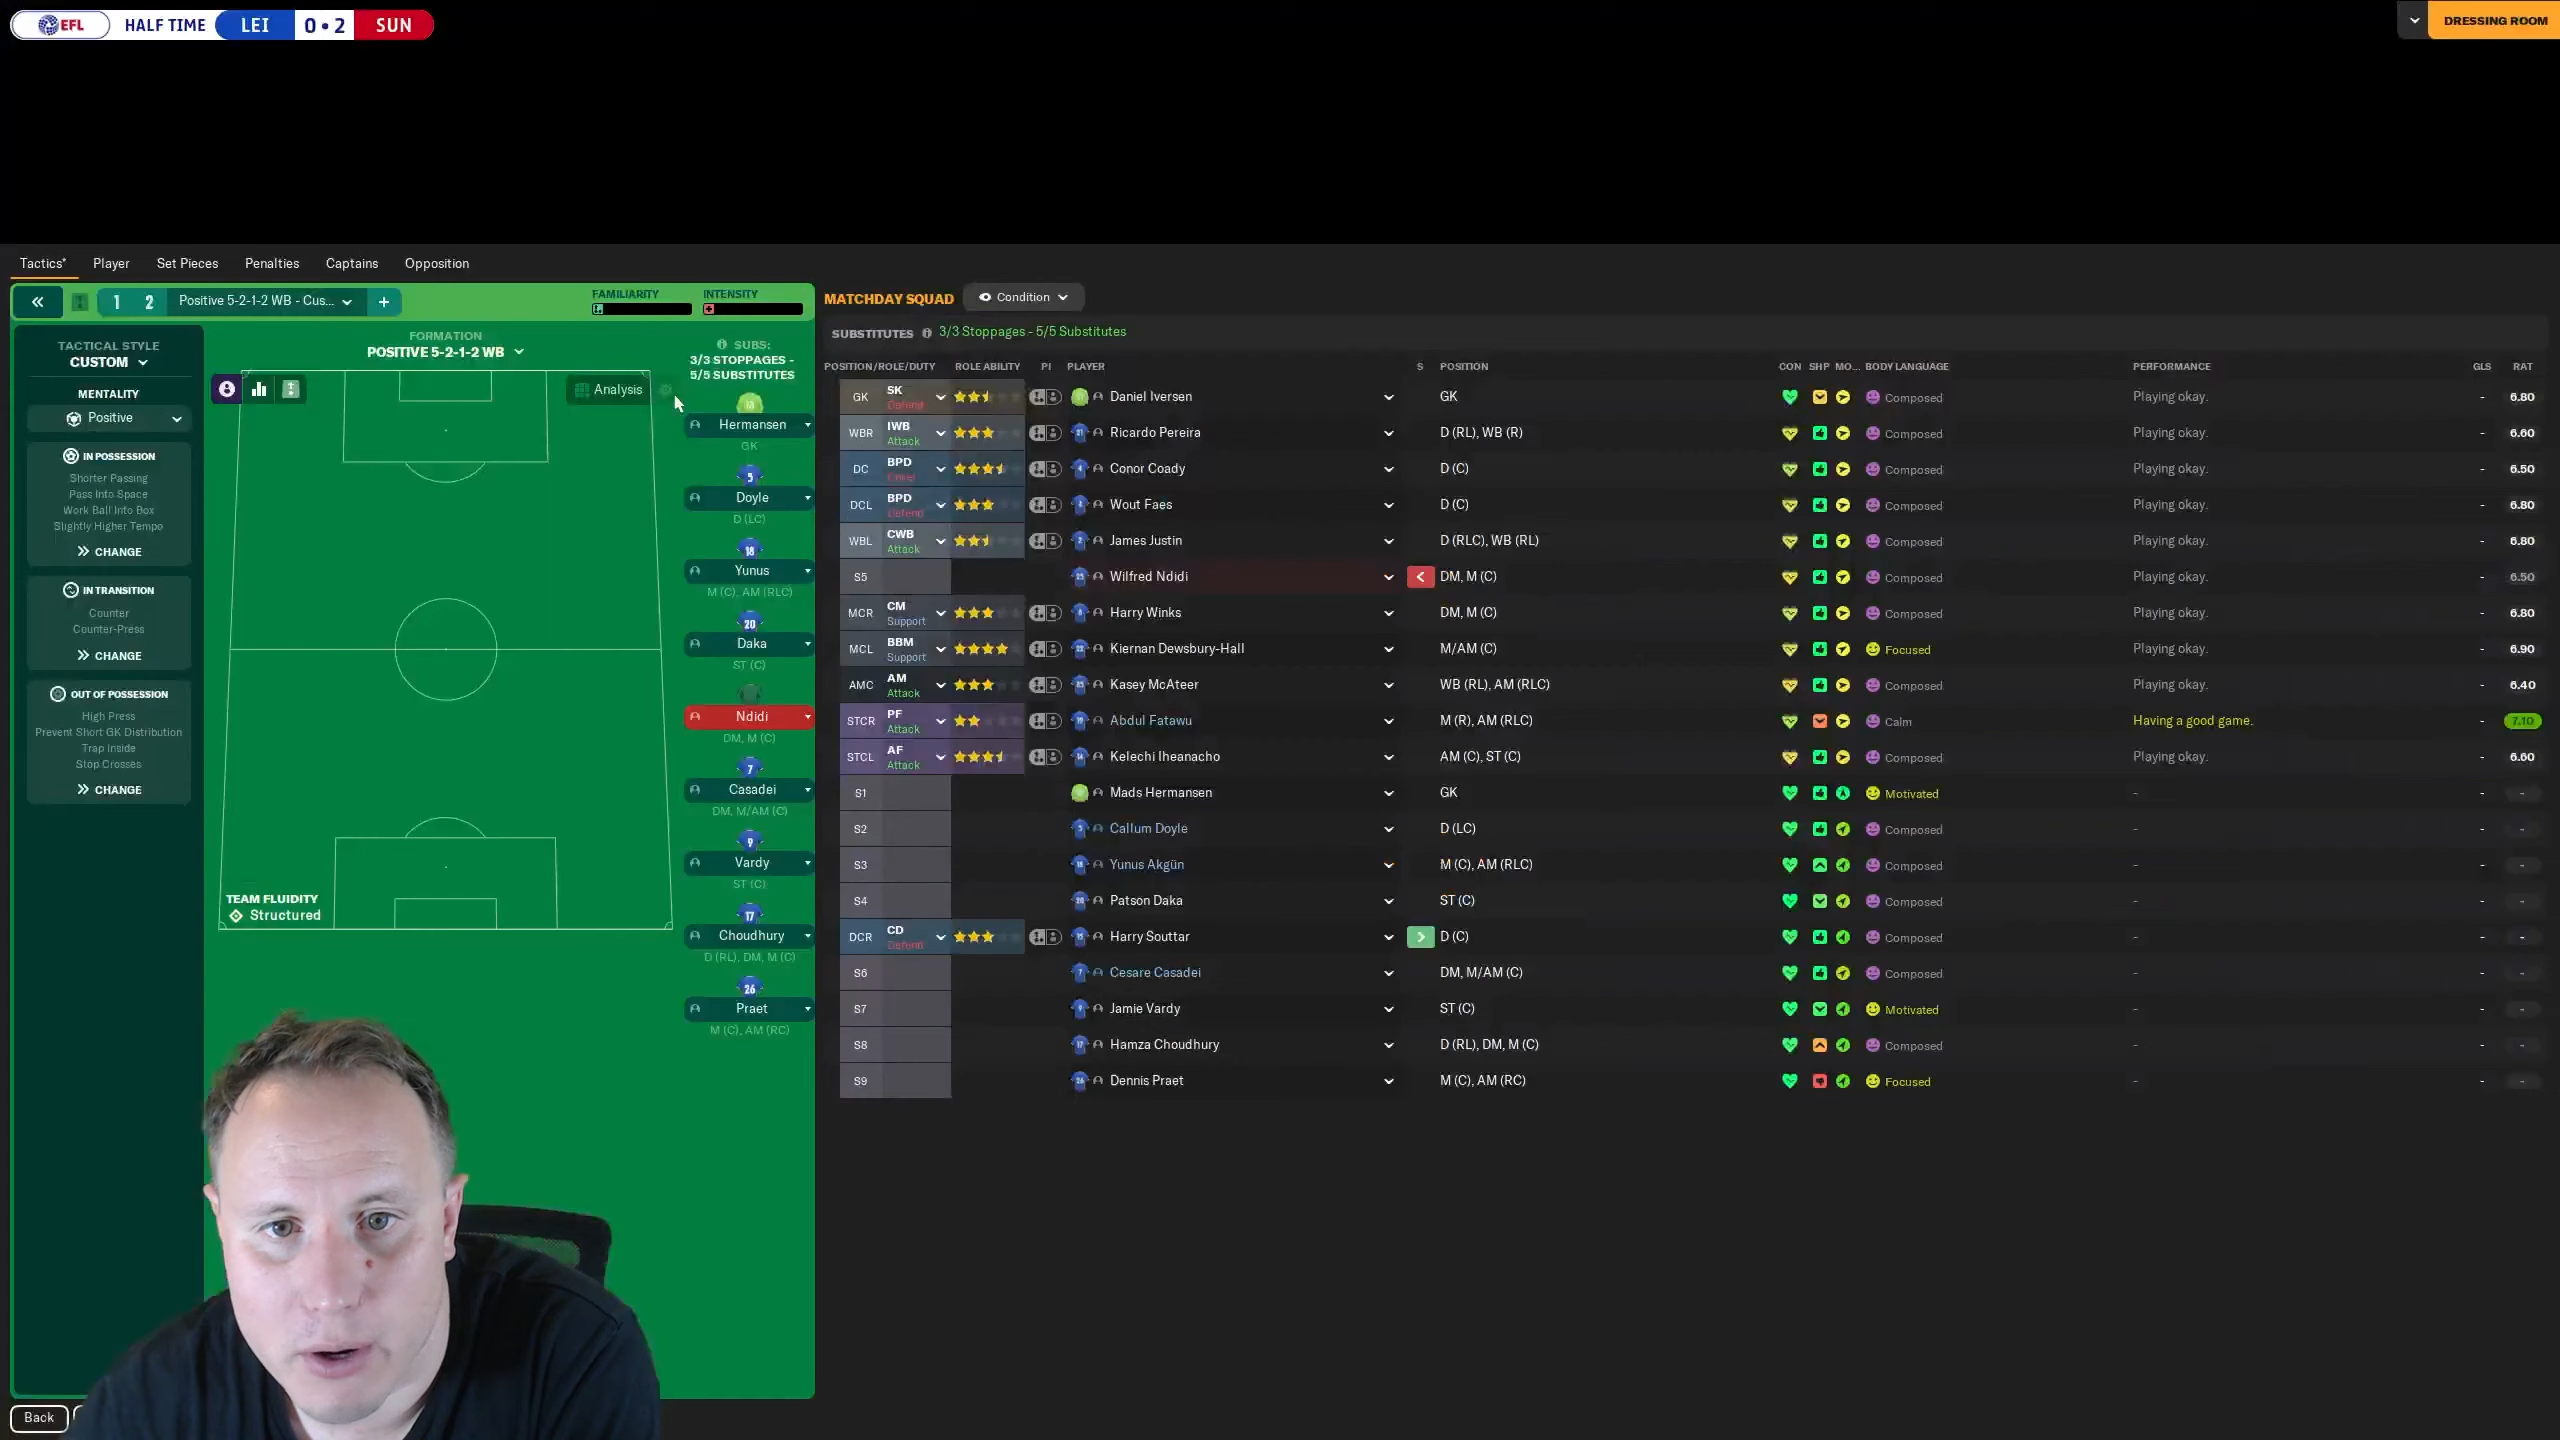 EFL HALF TIME LEI 0 • 2 SUN
DRESSING ROOM
Tactics* Player Set Pieces Penalties Captains Opposition
1 2 Positive 5-2-1-2 WB - Cus... +
FAMILIARITY INTENSITY
TACTICAL STYLE
CUSTOM
MENTALITY
Positive
IN POSSESSION
Shorter Passing
Pass Into Space
Work Ball Into Box
Slightly Higher Tempo
CHANGE
IN TRANSITION
Counter
Counter-Press
CHANGE
OUT OF POSSESSION
High Press
Prevent Short GK Distribution
Trap Inside
Stop Crosses
CHANGE
FORMATION
POSITIVE 5-2-1-2 WB
Analysis
TEAM FLUIDITY
Structured
SUBS:
3/3 STOPPAGES -
5/5 SUBSTITUTES
Hermansen
GK
5
Doyle
D (LC)
18
Yunus
M (C), AM (RLC)
20
Daka
ST (C)
Ndidi
DM, M (C)
7
Casadei
DM, M/AM (C)
9
Vardy
ST (C)
17
Choudhury
D (RL), DM, M (C)
26
Praet
M (C), AM (RC)
Back
MATCHDAY SQUAD Condition
SUBSTITUTES 3/3 Stoppages - 5/5 Substitutes
POSITION/ROLE/DUTY ROLE ABILITY PI PLAYER S POSITION CON SHP MO... BODY LANGUAGE PERFORMANCE GLS RAT
GK SK Defend Daniel Iversen GK Composed Playing okay. - 6.80
WBR IWB Attack Ricardo Pereira D (RL), WB (R) Composed Playing okay. - 6.60
DC BPD Cover Conor Coady D (C) Composed Playing okay. - 6.50
DCL BPD Defend Wout Faes D (C) Composed Playing okay. - 6.80
WBL CWB Attack James Justin D (RLC), WB (RL) Composed Playing okay. - 6.80
S5 Wilfred Ndidi DM, M (C) Composed Playing okay. - 6.50
MCR CM Support Harry Winks DM, M (C) Composed Playing okay. - 6.80
MCL BBM Support Kiernan Dewsbury-Hall M/AM (C) Focused Playing okay. - 6.90
AMC AM Attack Kasey McAteer WB (RL), AM (RLC) Composed Playing okay. - 6.40
STCR PF Attack Abdul Fatawu M (R), AM (RLC) Calm Having a good game. - 7.10
STCL AF Attack Kelechi Iheanacho AM (C), ST (C) Composed Playing okay. - 6.60
S1 Mads Hermansen GK Motivated - - -
S2 Callum Doyle D (LC) Composed - - -
S3 Yunus Akgün M (C), AM (RLC) Composed - - -
S4 Patson Daka ST (C) Composed - - -
DCR CD Defend Harry Souttar D (C) Composed - - -
S6 Cesare Casadei DM, M/AM (C) Composed - - -
S7 Jamie Vardy ST (C) Motivated - - -
S8 Hamza Choudhury D (RL), DM, M (C) Composed - - -
S9 Dennis Praet M (C), AM (RC) Focused - - -